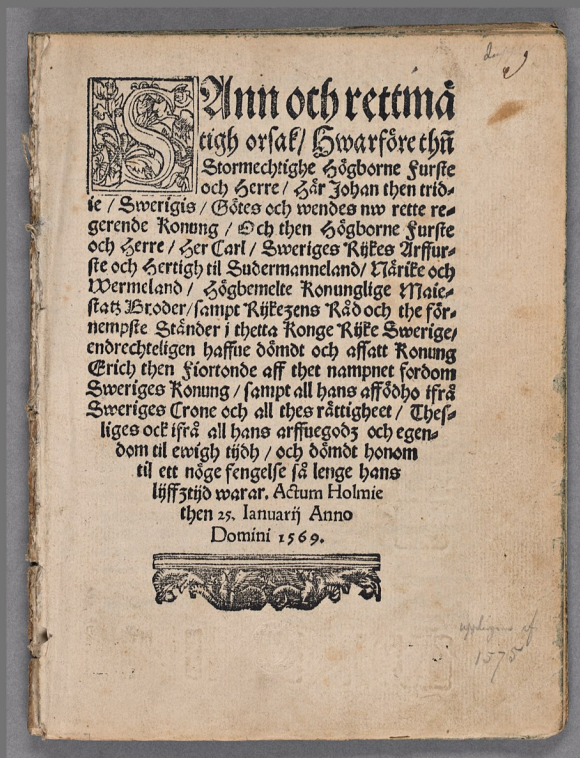 SAnn och rettmå
tigh orsak/ Hwarföre thñ
Stormechtighe Högborne Furste
och Herre / Här Johan then trid-
ie / Swerigis / Götes och wendes nw rette re-
gerende Konung / Och then Högborne Furste
och Herre / Her Carl / Sweriges Rijkes Arffur-
ste och Hertigh til Sudermanneland/ Närike och
Wermeland / Högbemelte Konunglige Maie-
statz Broder/ sampt Rijkezens Råd och the för-
nempste Ständer j thetta Konge Rijke Swerige/
endrechteligen haffue dömdt och affatt Konung
Erich then Fiortonde aff thet nampnet fordom
Sweriges Konung / sampt all hans affödho ifrå
Sweriges Crone och all thes rättigheet / Thes-
liges ock ifrå all hans arffuegodz och egen-
dom til ewigh tijdh / och dömdt honom
til ett nöge fengelse så lenge hans
lijffztijd warar. Actum Holmie
then 25. Ianuarij Anno
Domini 1569.
1575